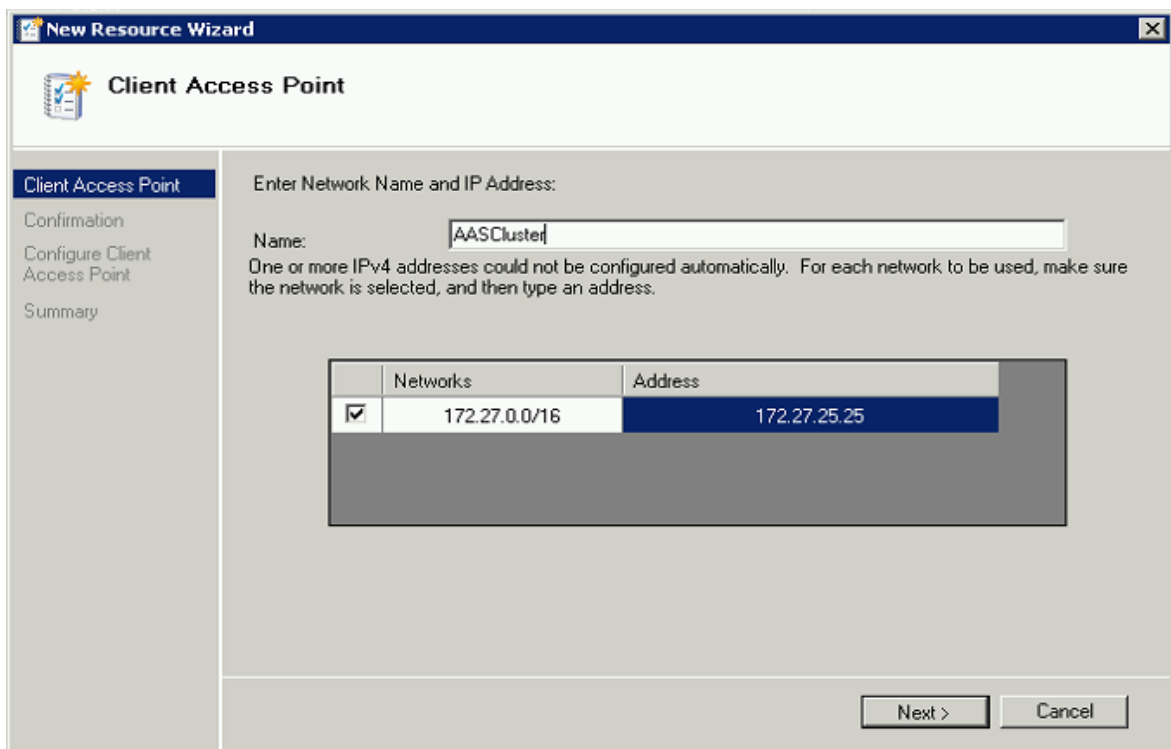 New Resource Wizard
Client Access Point
Client Access Point
Confirmation
Configure Client
Access Point
Summary
Enter Network Name and IP Address:
Name: AASCluster
One or more IPv4 addresses could not be configured automatically. For each network to be used, make sure
the network is selected, and then type an address.
Networks Address
172.27.0.0/16 172.27.25.25
Next > Cancel